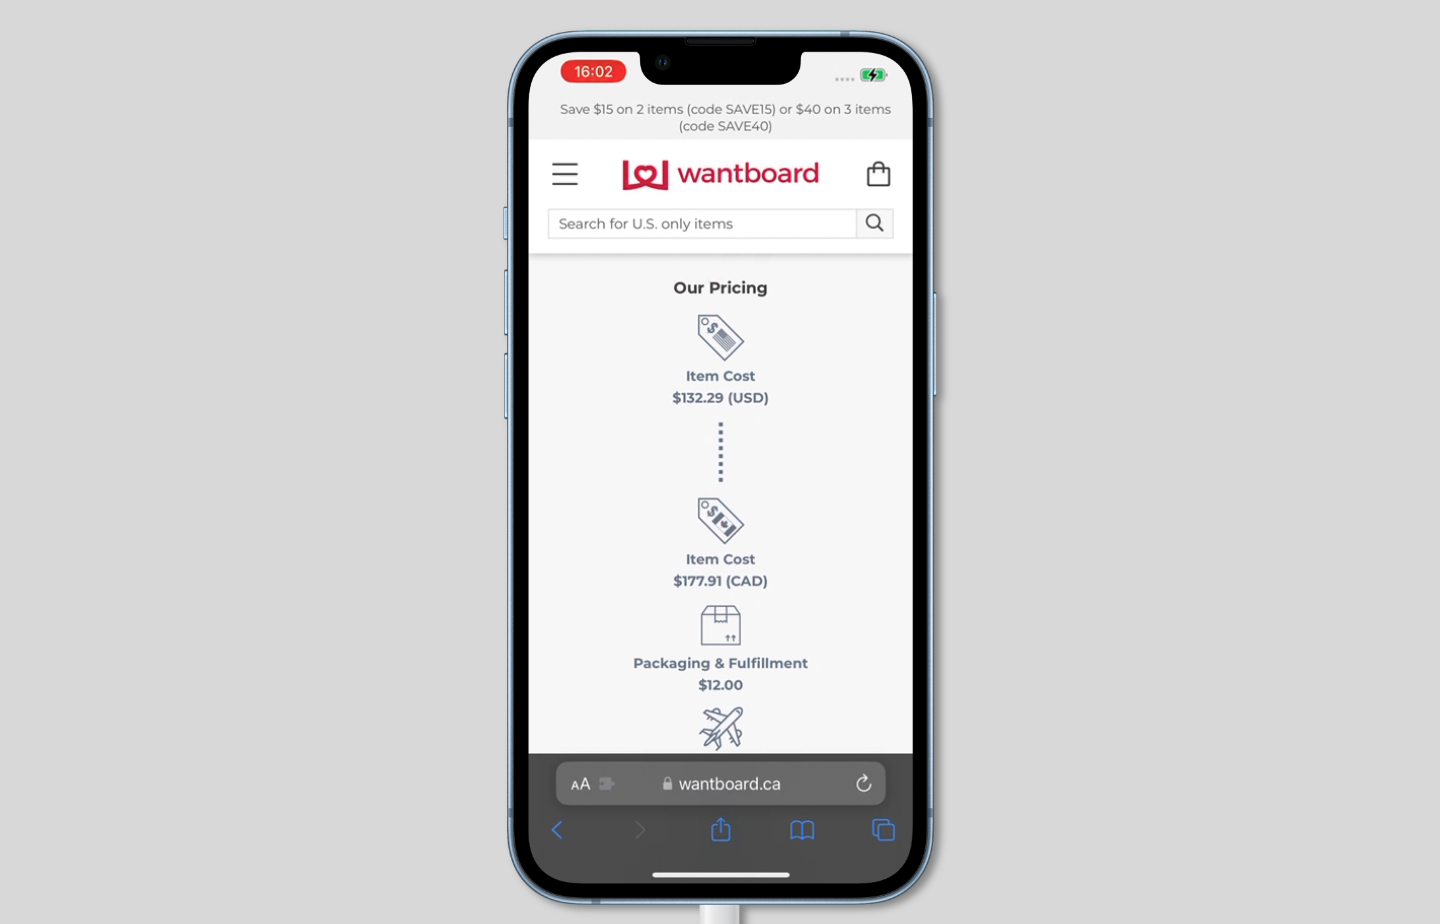 16:02
Save $15 on 2 items (code SAVE15) or $40 on 3 items
(code SAVE40)
wantboard
Search for U.S. only items
Our Pricing
$
Item Cost
$132.29 (USD)
$
Item Cost
$177.91 (CAD)
Packaging & Fulfillment
$12.00
AA
wantboard.ca